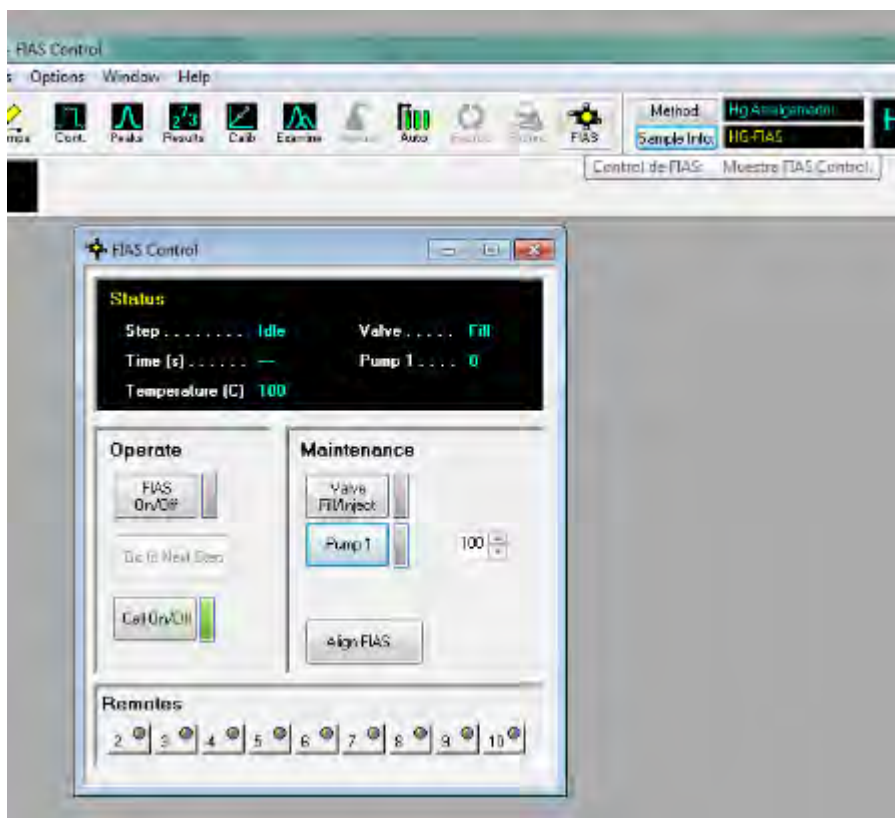 - FIAS Control
s Options Window Help
Cont. Peaks Results Calib Examine Auto FIAS
Method Hg Amalgamador
Sample Info. HG-FIAS
Control de FIAS: Muestra FIAS Control.
FIAS Control
Status
Step ......... Idle Valve ..... Fill
Time (s) ...... --- Pump 1 .... 0
Temperature (C) 100
Operate Maintenance
FIAS
On/Off
Valve
Fill/Inject
Go to Next Step
Pump 1 100
Cell On/Off
Align FIAS
Remotes
2 3 4 5 6 7 8 9 10